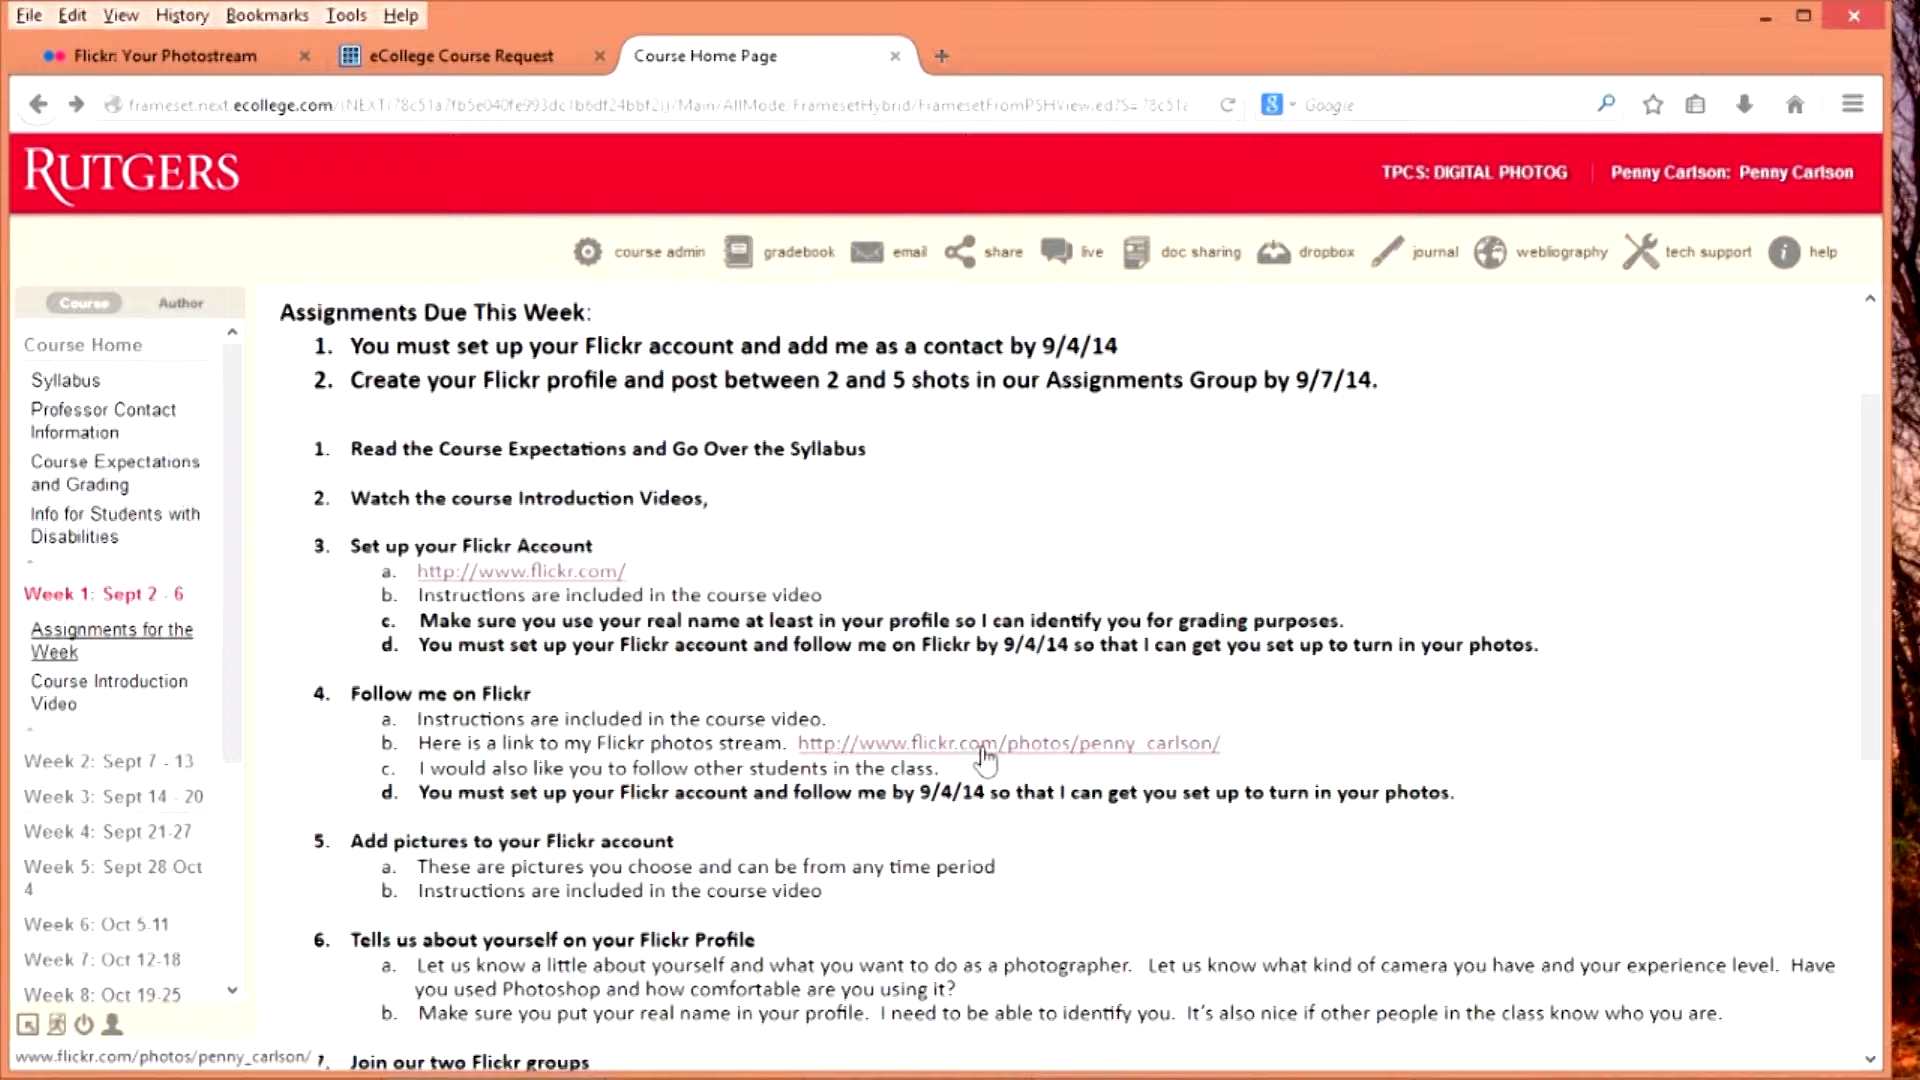 File Edit View History Bookmarks Tools Help
Flickr: Your Photostream
eCollege Course Request
Course Home Page
frameset.next.ecollege.com
Google
RUTGERS
TPCS: DIGITAL PHOTOG
Penny Carlson: Penny Carlson
course admin gradebook email share live doc sharing dropbox journal webliography tech support help
Course Author
Course Home
Syllabus
Professor Contact
Information
Course Expectations
and Grading
Info for Students with
Disabilities
Week 1: Sept 2 - 6
Assignments for the
Week
Course Introduction
Video
Week 2: Sept 7 - 13
Week 3: Sept 14 - 20
Week 4: Sept 21-27
Week 5: Sept 28 Oct
4
Week 6: Oct 5-11
Week 7: Oct 12-18
Week 8: Oct 19-25
www.flickr.com/photos/penny_carlson/
Assignments Due This Week:
1. You must set up your Flickr account and add me as a contact by 9/4/14
2. Create your Flickr profile and post between 2 and 5 shots in our Assignments Group by 9/7/14.
1. Read the Course Expectations and Go Over the Syllabus
2. Watch the course Introduction Videos,
3. Set up your Flickr Account
a. http://www.flickr.com/
b. Instructions are included in the course video
c. Make sure you use your real name at least in your profile so I can identify you for grading purposes.
d. You must set up your Flickr account and follow me on Flickr by 9/4/14 so that I can get you set up to turn in your photos.
4. Follow me on Flickr
a. Instructions are included in the course video.
b. Here is a link to my Flickr photos stream. http://www.flickr.com/photos/penny_carlson/
c. I would also like you to follow other students in the class.
d. You must set up your Flickr account and follow me by 9/4/14 so that I can get you set up to turn in your photos.
5. Add pictures to your Flickr account
a. These are pictures you choose and can be from any time period
b. Instructions are included in the course video
6. Tells us about yourself on your Flickr Profile
a. Let us know a little about yourself and what you want to do as a photographer. Let us know what kind of camera you have and your experience level. Have
you used Photoshop and how comfortable are you using it?
b. Make sure you put your real name in your profile. I need to be able to identify you. It's also nice if other people in the class know who you are.
7. Join our two Flickr groups